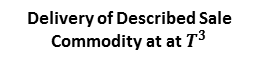 Delivery of Described Sale
Commodity at at T³